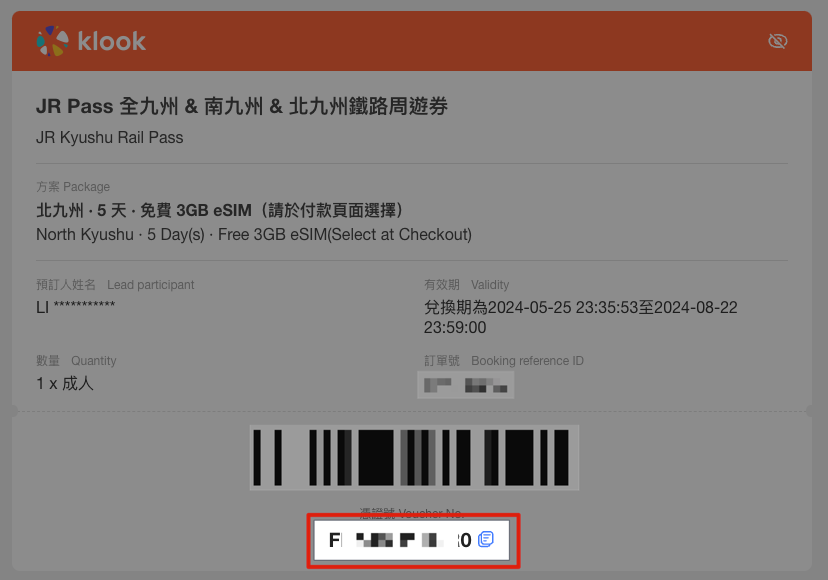 klook
JR Pass 全九州 & 南九州 & 北九州鐵路周遊券
JR Kyushu Rail Pass
方案 Package
北九州 · 5 天 · 免費 3GB eSIM（請於付款頁面選擇）
North Kyushu · 5 Day(s) · Free 3GB eSIM(Select at Checkout)
預訂人姓名 Lead participant
LI ***********
有效期 Validity
兌換期為2024-05-25 23:35:53至2024-08-22
23:59:00
數量 Quantity
1 x 成人
訂單號 Booking reference ID
憑證號 Voucher No.